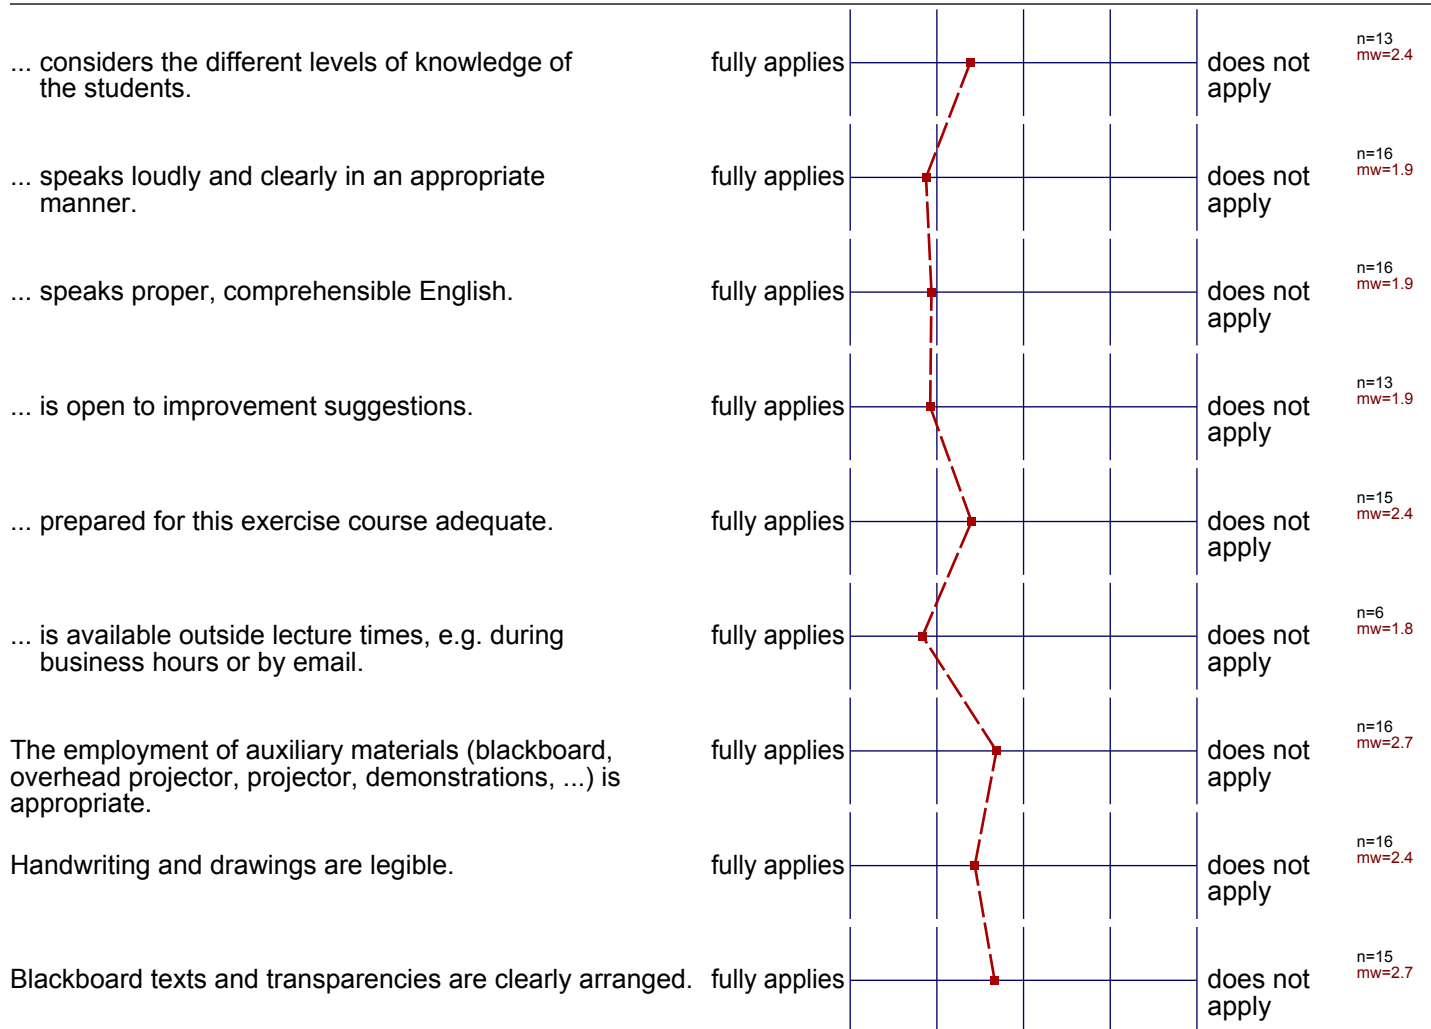 ... considers the different levels of knowledge of
the students.
fully applies
does not
apply
n=13
mw=2.4
... speaks loudly and clearly in an appropriate
manner.
fully applies
does not
apply
n=16
mw=1.9
... speaks proper, comprehensible English.
fully applies
does not
apply
n=16
mw=1.9
... is open to improvement suggestions.
fully applies
does not
apply
n=13
mw=1.9
... prepared for this exercise course adequate.
fully applies
does not
apply
n=15
mw=2.4
... is available outside lecture times, e.g. during
business hours or by email.
fully applies
does not
apply
n=6
mw=1.8
The employment of auxiliary materials (blackboard,
overhead projector, projector, demonstrations, ...) is
appropriate.
fully applies
does not
apply
n=16
mw=2.7
Handwriting and drawings are legible.
fully applies
does not
apply
n=16
mw=2.4
Blackboard texts and transparencies are clearly arranged.
fully applies
does not
apply
n=15
mw=2.7